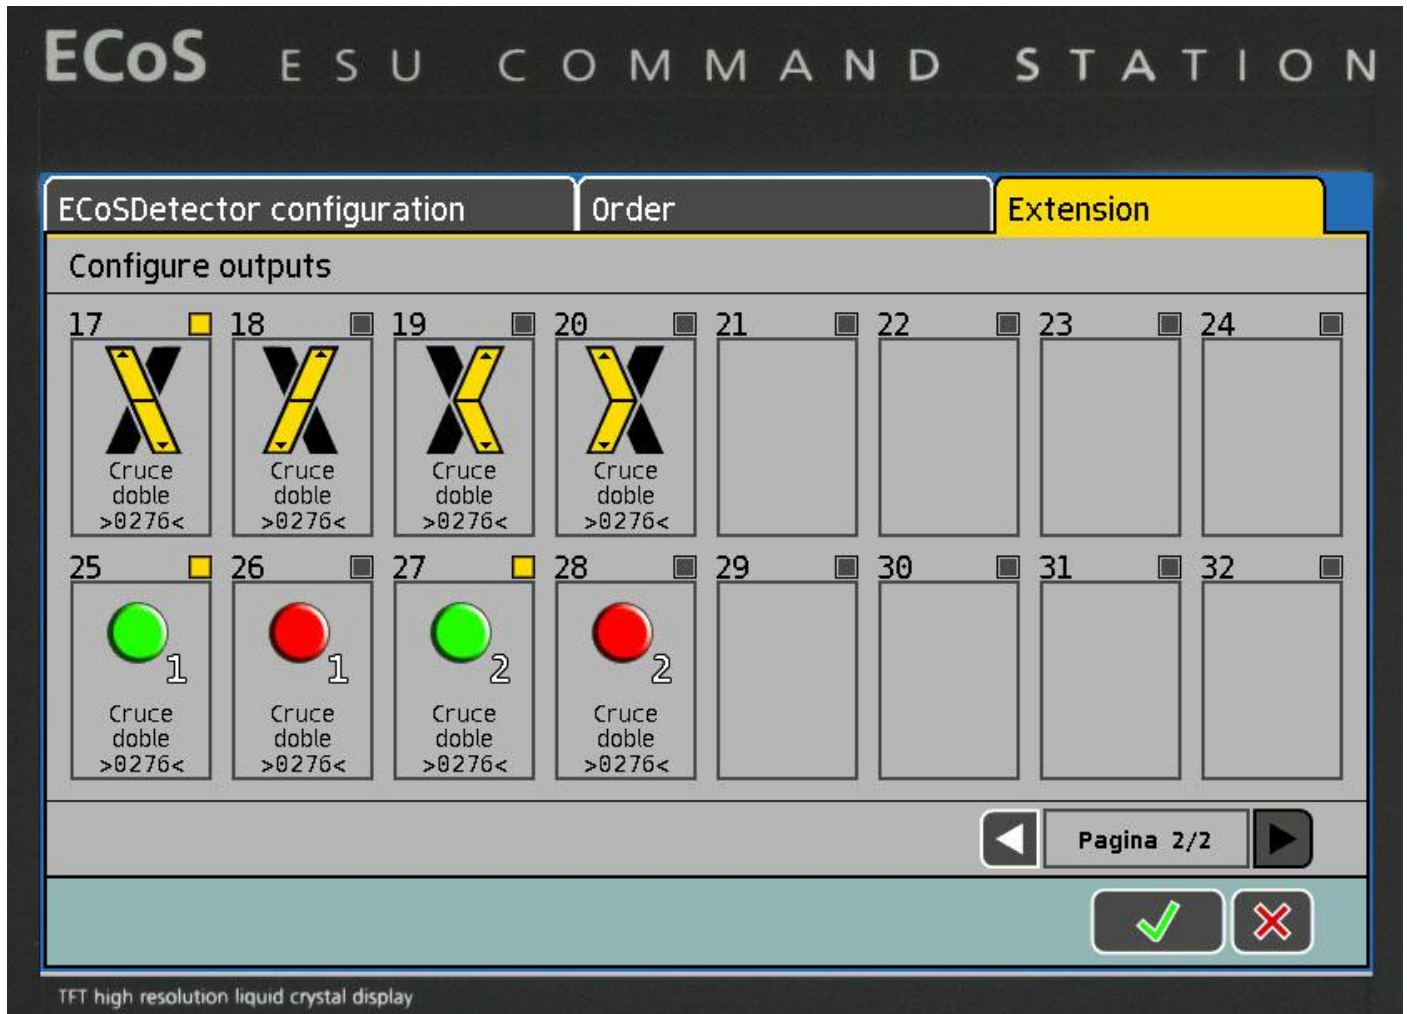 ECoS ESU COMMAND STATION
ECoSDetector configuration Order Extension
Configure outputs
17 18 19 20 21 22 23 24
Cruce Cruce Cruce Cruce
doble doble doble doble
>0276< >0276< >0276< >0276<
25 26 27 28 29 30 31 32
1 1 2 2
Cruce Cruce Cruce Cruce
doble doble doble doble
>0276< >0276< >0276< >0276<
Pagina 2/2
TFT high resolution liquid crystal display